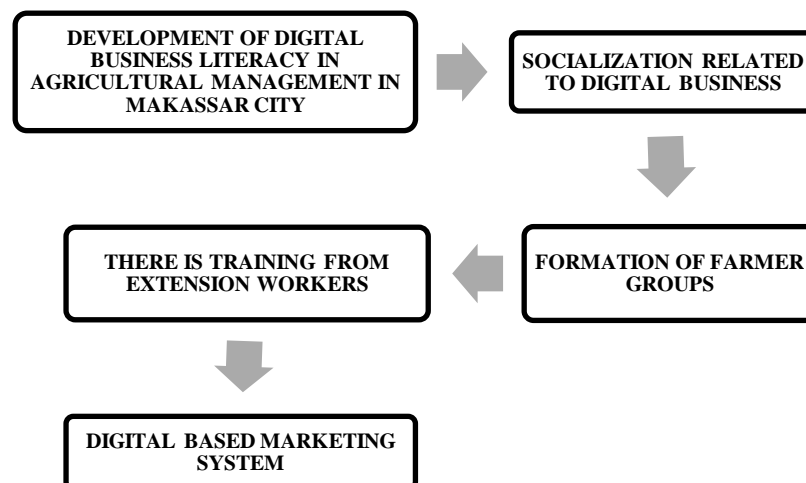 DEVELOPMENT OF DIGITAL
BUSINESS LITERACY IN
AGRICULTURAL MANAGEMENT IN
MAKASSAR CITY
SOCIALIZATION RELATED
TO DIGITAL BUSINESS
FORMATION OF FARMER
GROUPS
THERE IS TRAINING FROM
EXTENSION WORKERS
DIGITAL BASED MARKETING
SYSTEM